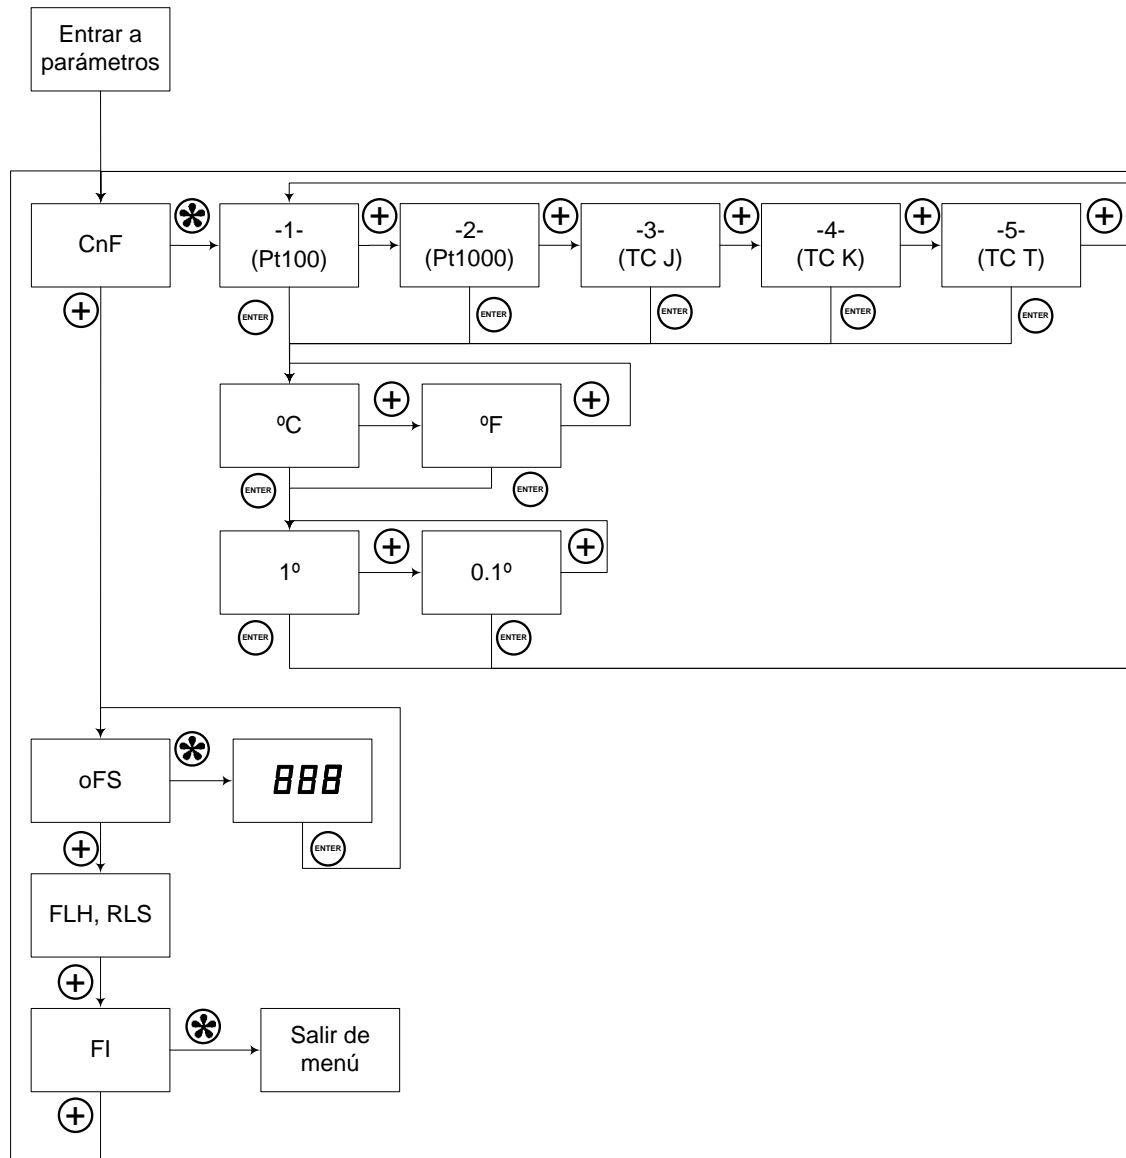 Entrar a
parámetros
CnF
-1-
(Pt100)
-2-
(Pt1000)
-3-
(TC J)
-4-
(TC K)
-5-
(TC T)
ENTER
ENTER
ENTER
ENTER
ENTER
ºC
ºF
ENTER
ENTER
1º
0.1º
ENTER
ENTER
oFS
888
ENTER
FLH, RLS
FI
Salir de
menú